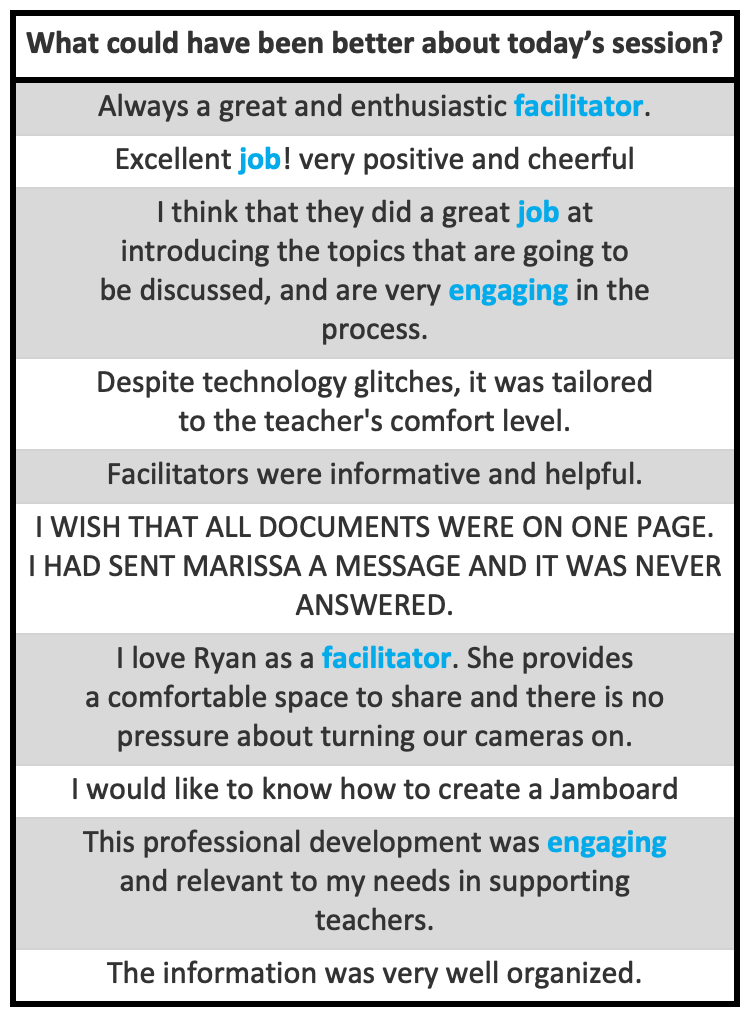 What could have been better about today’s session?
Always a great and enthusiastic facilitator.
Excellent job! very positive and cheerful
I think that they did a great job at
introducing the topics that are going to
be discussed, and are very engaging in the
process.
Despite technology glitches, it was tailored
to the teacher's comfort level.
Facilitators were informative and helpful.
I WISH THAT ALL DOCUMENTS WERE ON ONE PAGE.
I HAD SENT MARISSA A MESSAGE AND IT WAS NEVER
ANSWERED.
I love Ryan as a facilitator. She provides
a comfortable space to share and there is no
pressure about turning our cameras on.
I would like to know how to create a Jamboard
This professional development was engaging
and relevant to my needs in supporting
teachers.
The information was very well organized.